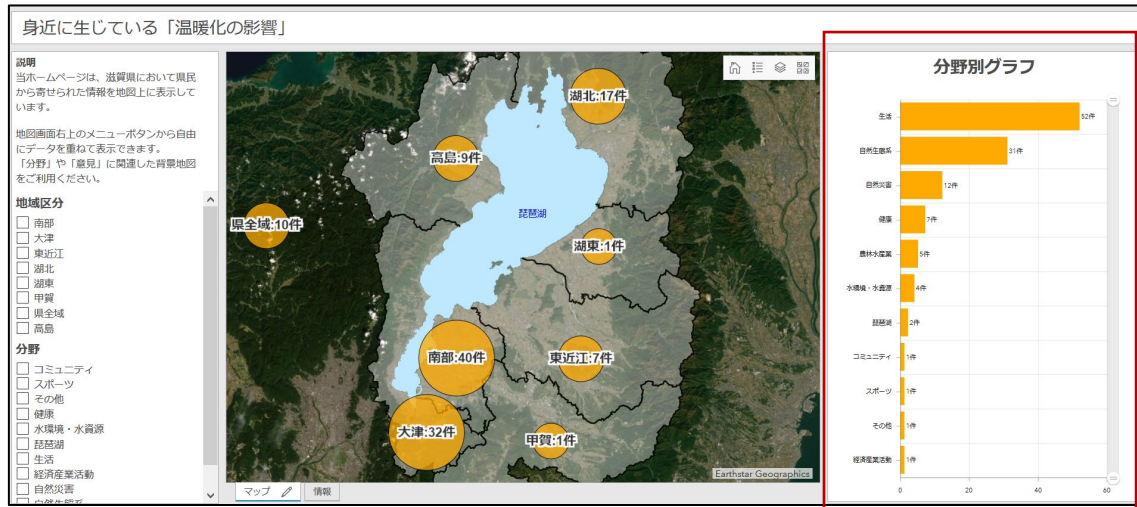 身近に生じている「温暖化の影響」
説明
当ホームページは、滋賀県において県民
から寄せられた情報を地図上に表示して
います。
地図画面右上のメニューボタンから自由
にデータを重ねて表示できます。
「分野」や「意見」に関連した背景地図
をご利用ください。
地域区分
南部
大津
東近江
湖北
湖東
甲賀
県全域
高島
分野
コミュニティ
スポーツ
その他
健康
水環境・水資源
琵琶湖
生活
経済産業活動
自然災害
自然生態系
湖北:17件
高島:9件
県全域:10件
琵琶湖
湖東:1件
南部:40件
東近江:7件
大津:32件
甲賀:1件
Earthstar Geographics
マップ
情報
分野別グラフ
生活 52件
自然生態系 31件
自然災害 12件
健康 7件
農林水産業 5件
水環境・水資源 4件
琵琶湖 2件
コミュニティ 1件
スポーツ 1件
その他 1件
経済産業活動 1件
0 20 40 60